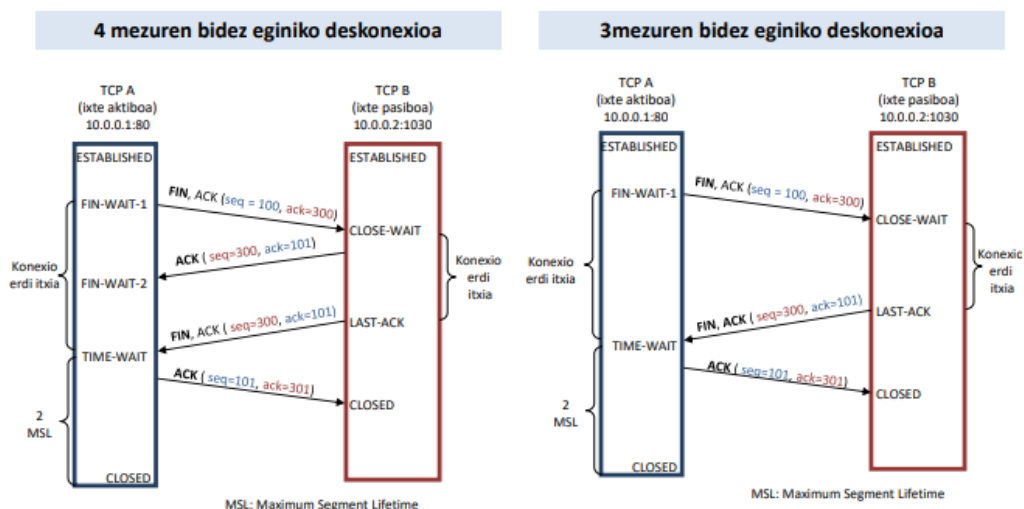 4 mezuren bidez eginiko deskonexioa
TCP A
(ixte aktiboa)
10.0.0.1:80
TCP B
(ixte pasiboa)
10.0.0.2:1030
ESTABLISHED
ESTABLISHED
FIN-WAIT-1
FIN, ACK (seq = 100, ack=300)
CLOSE-WAIT
ACK ( seq=300, ack=101)
Konexio
erdi itxia
FIN-WAIT-2
Konexio
erdi
itxia
FIN, ACK ( seq=300, ack=101)
LAST-ACK
TIME-WAIT
ACK ( seq=101, ack=301)
CLOSED
2
MSL
CLOSED
MSL: Maximum Segment Lifetime
3mezuren bidez eginiko deskonexioa
TCP A
(ixte aktiboa)
10.0.0.1:80
TCP B
(ixte pasiboa)
10.0.0.2:1030
ESTABLISHED
ESTABLISHED
FIN-WAIT-1
FIN, ACK (seq = 100, ack=300)
CLOSE-WAIT
Konexio
erdi itxia
Konexio
erdi
itxia
FIN, ACK ( seq=300, ack=101)
LAST-ACK
TIME-WAIT
ACK ( seq=101, ack=301)
CLOSED
2
MSL
CLOSED
MSL: Maximum Segment Lifetime